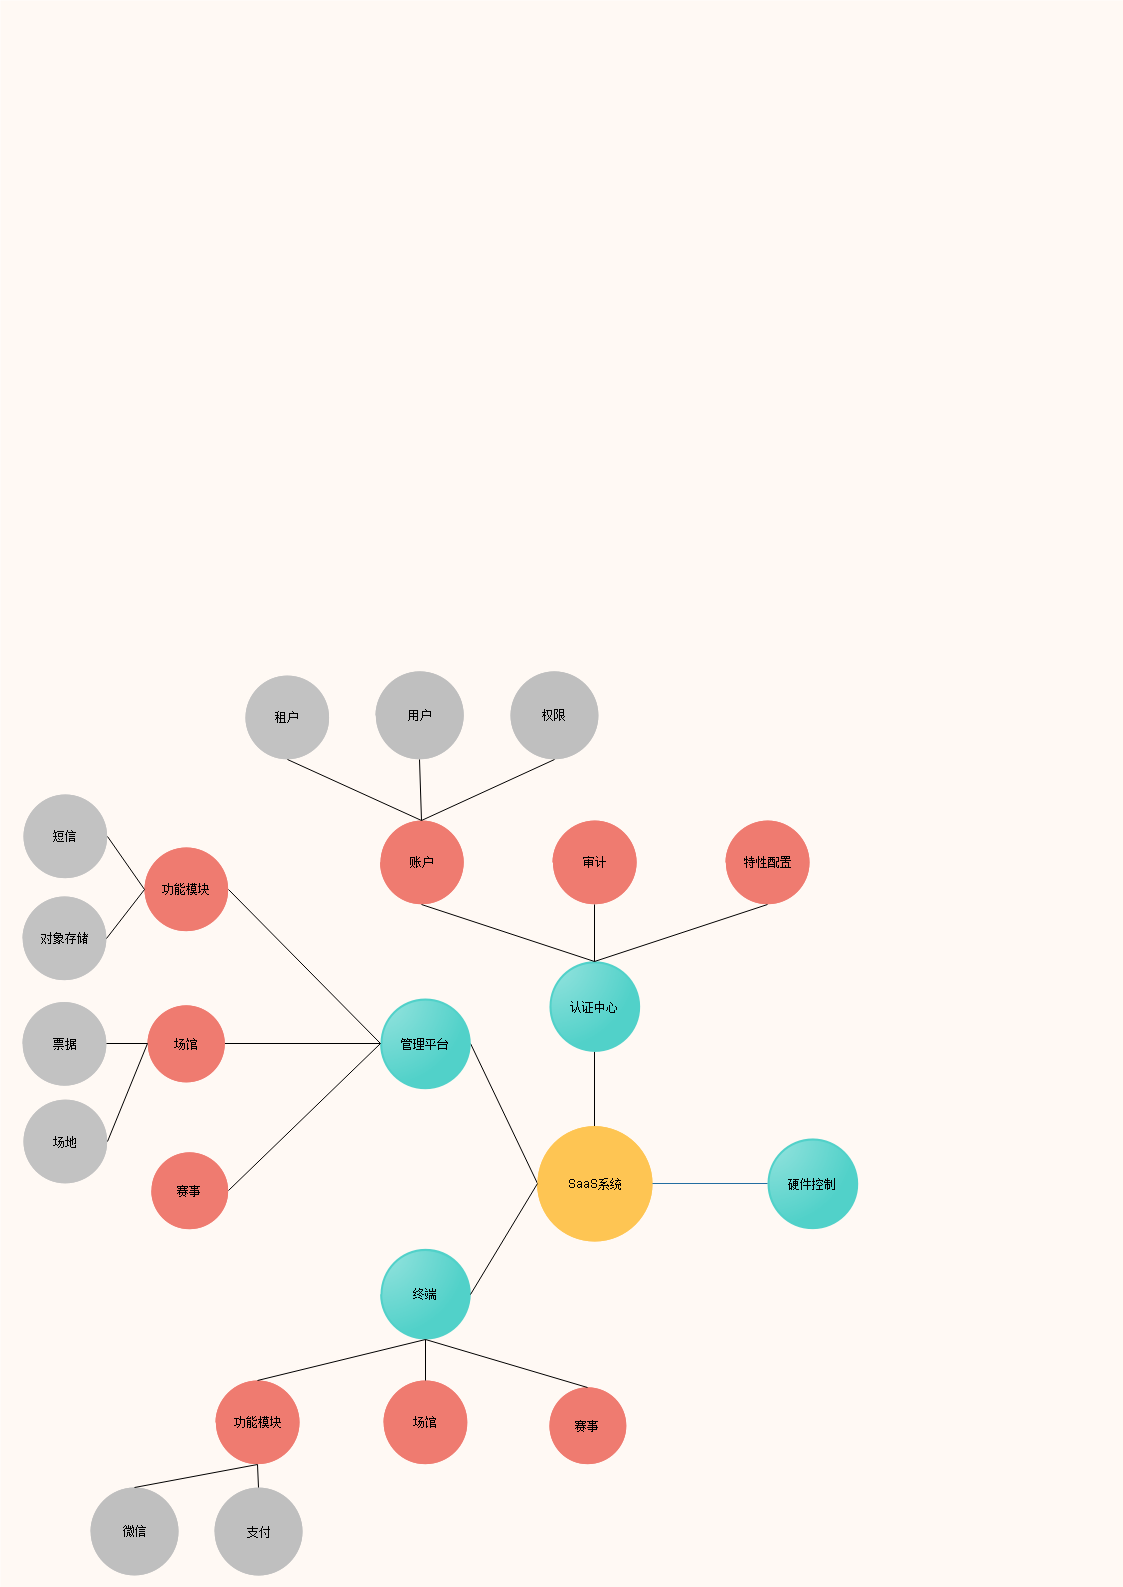 租户
用户
权限
短信
账户
审计
特性配置
功能模块
对象存储
认证中心
票据
场馆
管理平台
场地
赛事
SaaS系统
硬件控制
终端
功能模块
场馆
赛事
微信
支付